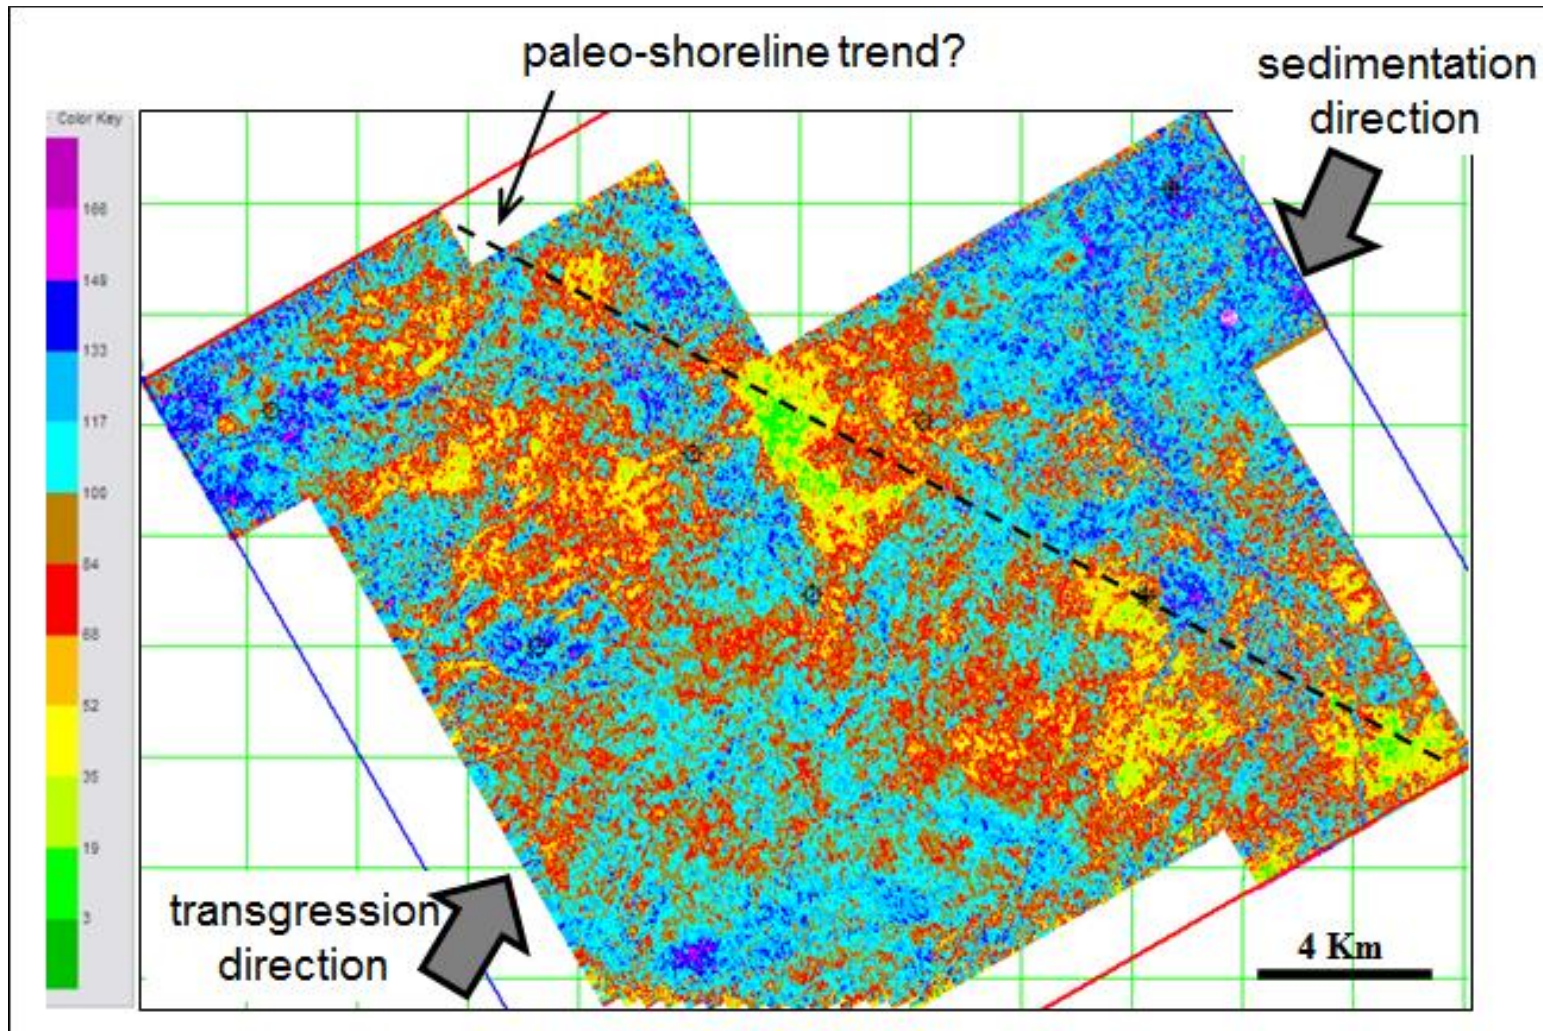 paleo-shoreline trend?
sedimentation
direction
Color Key
166
149
133
117
100
84
68
52
35
19
3
transgression
direction
4 Km